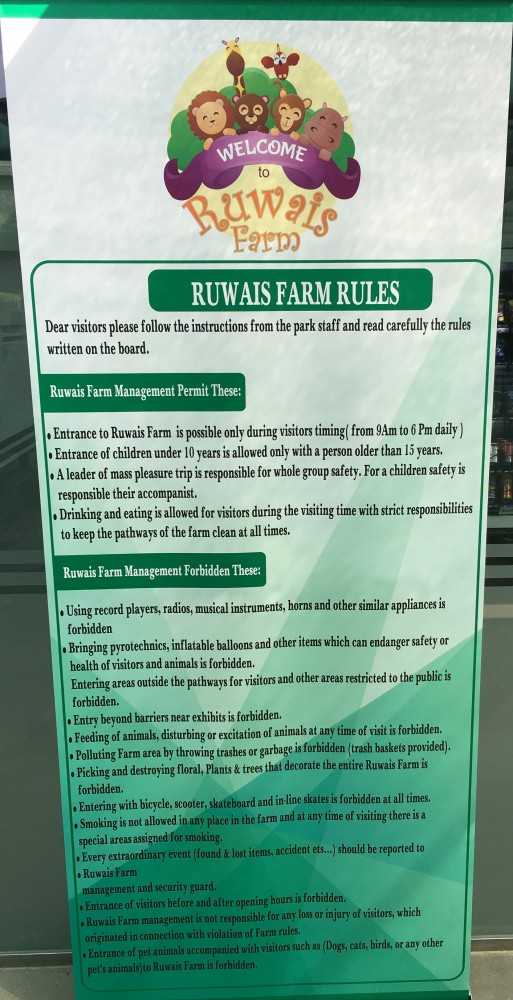 WELCOME
to
Ruwais
Farm
RUWAIS FARM RULES
Dear visitors please follow the instructions from the park staff and read carefully the rules
written on the board.
Ruwais Farm Management Permit These:
• Entrance to Ruwais Farm is possible only during visitors timing( from 9Am to 6 Pm daily )
• Entrance of children under 10 years is allowed only with a person older than 15 years.
• A leader of mass pleasure trip is responsible for whole group safety. For a children safety is
responsible their accompanist.
• Drinking and eating is allowed for visitors during the visiting time with strict responsibilities
to keep the pathways of the farm clean at all times.
Ruwais Farm Management Forbidden These:
• Using record players, radios, musical instruments, horns and other similar appliances is
forbidden
• Bringing pyrotechnics, inflatable balloons and other items which can endanger safety or
health of visitors and animals is forbidden.
Entering areas outside the pathways for visitors and other areas restricted to the public is
forbidden.
• Entry beyond barriers near exhibits is forbidden.
• Feeding of animals, disturbing or excitation of animals at any time of visit is forbidden.
• Polluting Farm area by throwing trashes or garbage is forbidden (trash baskets provided).
• Picking and destroying floral, Plants & trees that decorate the entire Ruwais Farm is
forbidden.
• Entering with bicycle, scooter, skateboard and in-line skates is forbidden at all times.
• Smoking is not allowed in any place in the farm and at any time of visiting there is a
special areas assigned for smoking.
• Every extraordinary event (found & lost items, accident ets...) should be reported to
• Ruwais Farm
management and security guard.
• Entrance of visitors before and after opening hours is forbidden.
• Ruwais Farm management is not responsible for any loss or injury of visitors, which
originated in connection with violation of Farm rules.
• Entrance of pet animals accompanied with visitors such as (Dogs, cats, birds, or any other
pet's animals)to Ruwais Farm is forbidden.